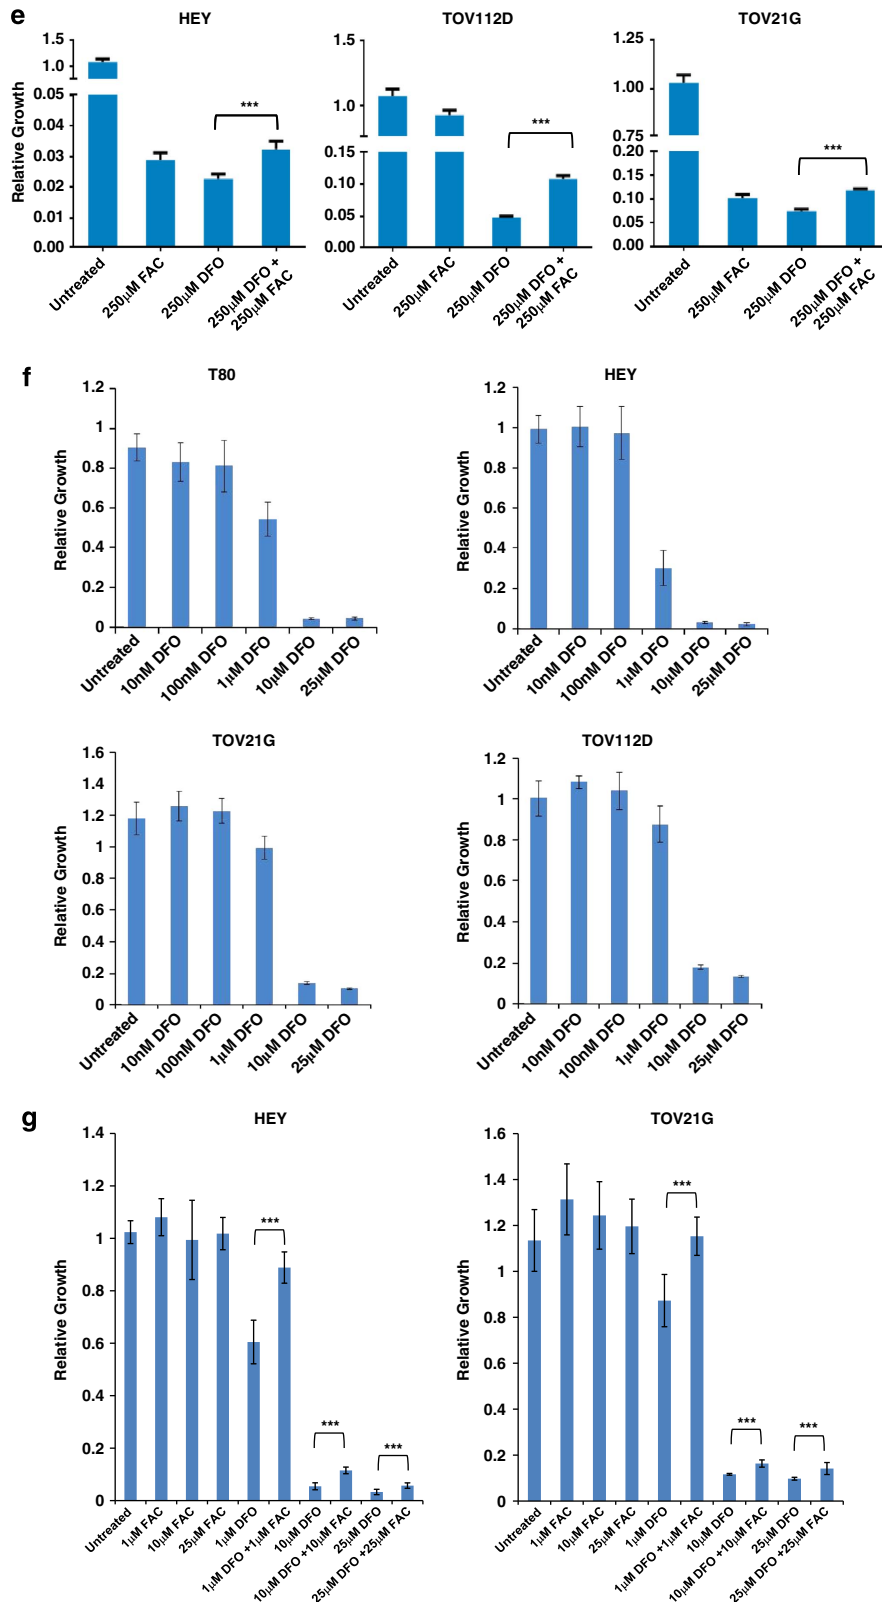 e
HEY
TOV112D
TOV21G
Relative Growth
1.5
1.0
0.05
0.04
0.03
0.02
0.01
0.00
***
Untreated
250μM FAC
250μM DFO
250μM DFO +
250μM FAC
1.5
1.0
0.15
0.10
0.05
0.00
***
Untreated
250μM FAC
250μM DFO
250μM DFO +
250μM FAC
1.25
1.00
0.75
0.20
0.15
0.10
0.05
0.00
***
Untreated
250μM FAC
250μM DFO
250μM DFO +
250μM FAC
f
T80
Relative Growth
1.2
1
0.8
0.6
0.4
0.2
0
Untreated
10nM DFO
100nM DFO
1μM DFO
10μM DFO
25μM DFO
HEY
Relative Growth
1.2
1
0.8
0.6
0.4
0.2
0
Untreated
10nM DFO
100nM DFO
1μM DFO
10μM DFO
25μM DFO
TOV21G
Relative Growth
1.6
1.4
1.2
1
0.8
0.6
0.4
0.2
0
Untreated
10nM DFO
100nM DFO
1μM DFO
10μM DFO
25μM DFO
TOV112D
Relative Growth
1.2
1
0.8
0.6
0.4
0.2
0
Untreated
10nM DFO
100nM DFO
1μM DFO
10μM DFO
25μM DFO
g
HEY
Relative Growth
1.4
1.2
1
0.8
0.6
0.4
0.2
0
***
***
***
Untreated
1μM FAC
10μM FAC
25μM FAC
1μM DFO
1μM DFO +1μM FAC
10μM DFO
10μM DFO +10μM FAC
25μM DFO
25μM DFO +25μM FAC
TOV21G
Relative Growth
1.6
1.4
1.2
1
0.8
0.6
0.4
0.2
0
***
***
***
Untreated
1μM FAC
10μM FAC
25μM FAC
1μM DFO
1μM DFO +1μM FAC
10μM DFO
10μM DFO +10μM FAC
25μM DFO
25μM DFO +25μM FAC